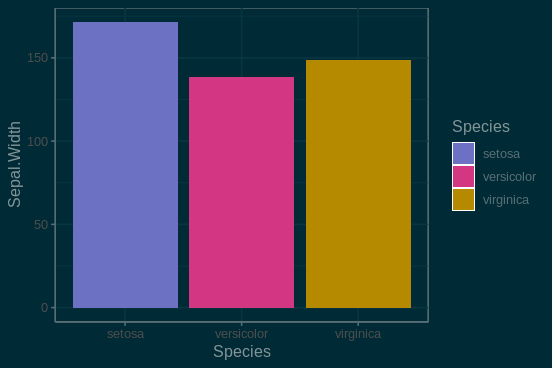 150
100
50
0
Sepal.Width
setosa
versicolor
virginica
Species
Species
setosa
versicolor
virginica